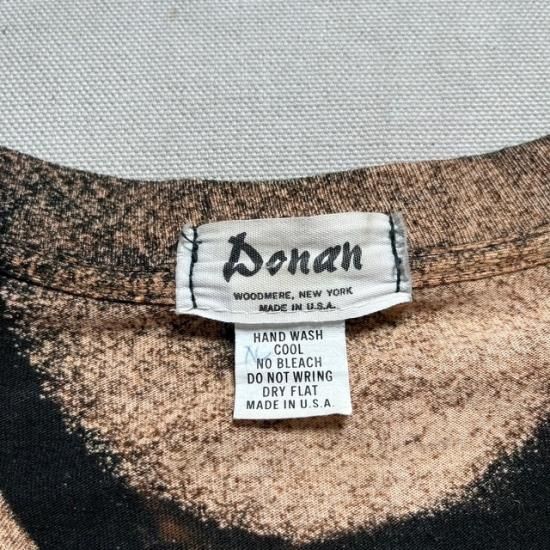 Donan
WOODMERE, NEW YORK
MADE IN U.S.A.
HAND WASH
COOL
NO BLEACH
DO NOT WRING
DRY FLAT
MADE IN U.S.A.